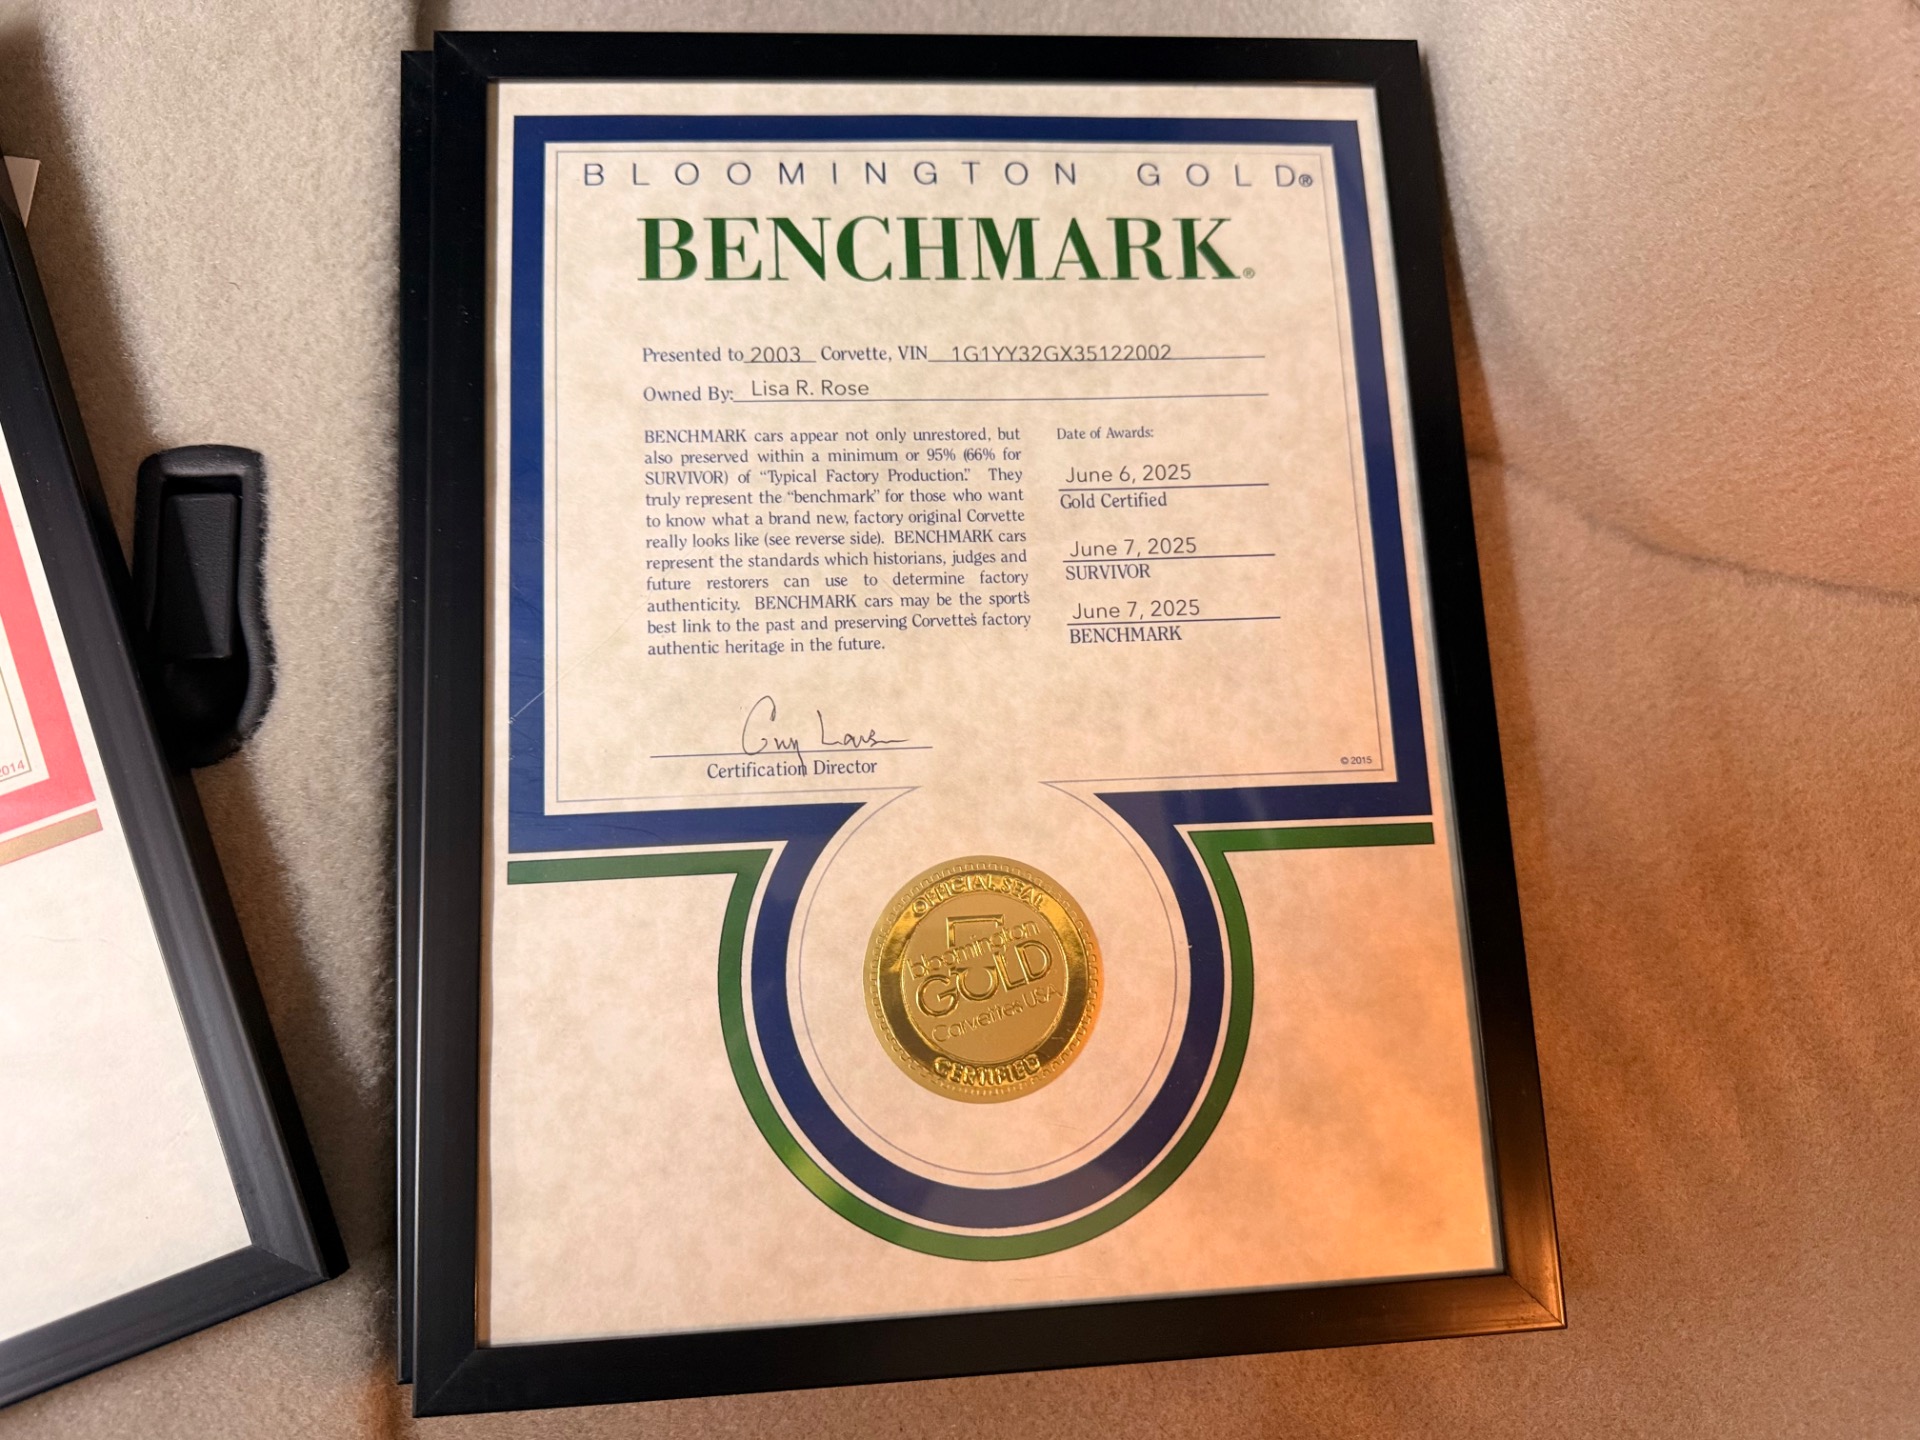 BLOOMINGTON GOLD®
BENCHMARK®
Presented to 2003 Corvette, VIN 1G1YY32GX35122002
Owned By: Lisa R. Rose
BENCHMARK cars appear not only unrestored, but
also preserved within a minimum or 95% (66% for
SURVIVOR) of “Typical Factory Production.” They
truly represent the “benchmark” for those who want
to know what a brand new, factory original Corvette
really looks like (see reverse side). BENCHMARK cars
represent the standards which historians, judges and
future restorers can use to determine factory
authenticity. BENCHMARK cars may be the sport's
best link to the past and preserving Corvette's factory
authentic heritage in the future.
Date of Awards:
June 6, 2025
Gold Certified
June 7, 2025
SURVIVOR
June 7, 2025
BENCHMARK
Guy Larsen
Certification Director
© 2015
OFFICIAL SEAL
bloomington
GOLD
Corvettes USA
CERTIFIED
2014